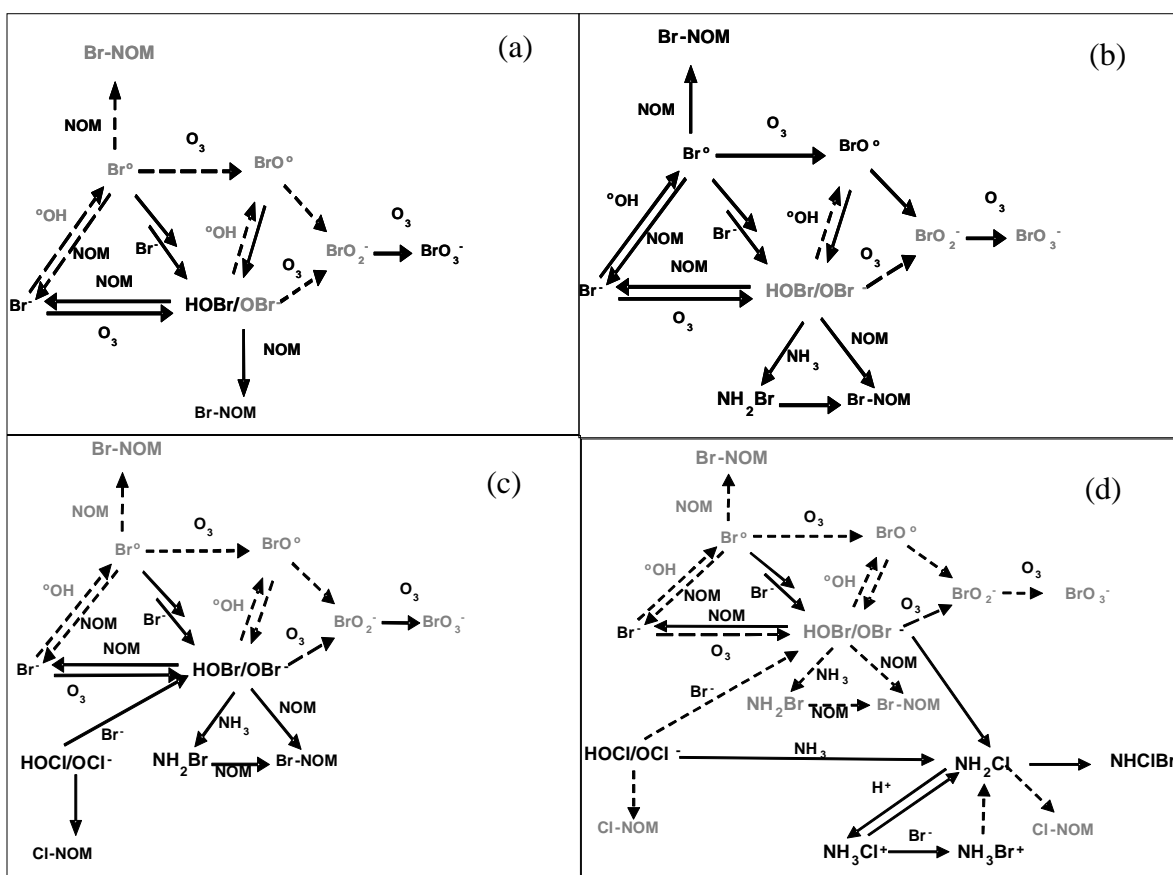 (a)
Br-NOM
NOM
O3
Br° BrO°
°OH
NOM Br- °OH
O3
BrO2- BrO3-
NOM O3
Br- HOBr/OBr-
O3
NOM
Br-NOM
(b)
Br-NOM
NOM
O3
Br° BrO°
°OH
NOM Br- °OH
O3
BrO2- BrO3-
NOM O3
Br- HOBr/OBr-
O3
NH3 NOM
NH2Br Br-NOM
(c)
Br-NOM
NOM
O3
Br° BrO°
°OH
NOM Br- °OH
O3
BrO2- BrO3-
NOM O3
Br- HOBr/OBr-
O3
Br- NH3 NOM
HOCl/OCl- NH2Br NOM Br-NOM
Cl-NOM
(d)
Br-NOM
NOM
O3
Br° BrO°
°OH
NOM Br- °OH
O3
BrO2- BrO3-
NOM O3
Br- HOBr/OBr-
O3
Br- NH3 NOM
NH2Br NOM Br-NOM
HOCl/OCl- NH3 NH2Cl NHClBr
H+
Cl-NOM Cl-NOM
NH3Cl+ Br- NH3Br+